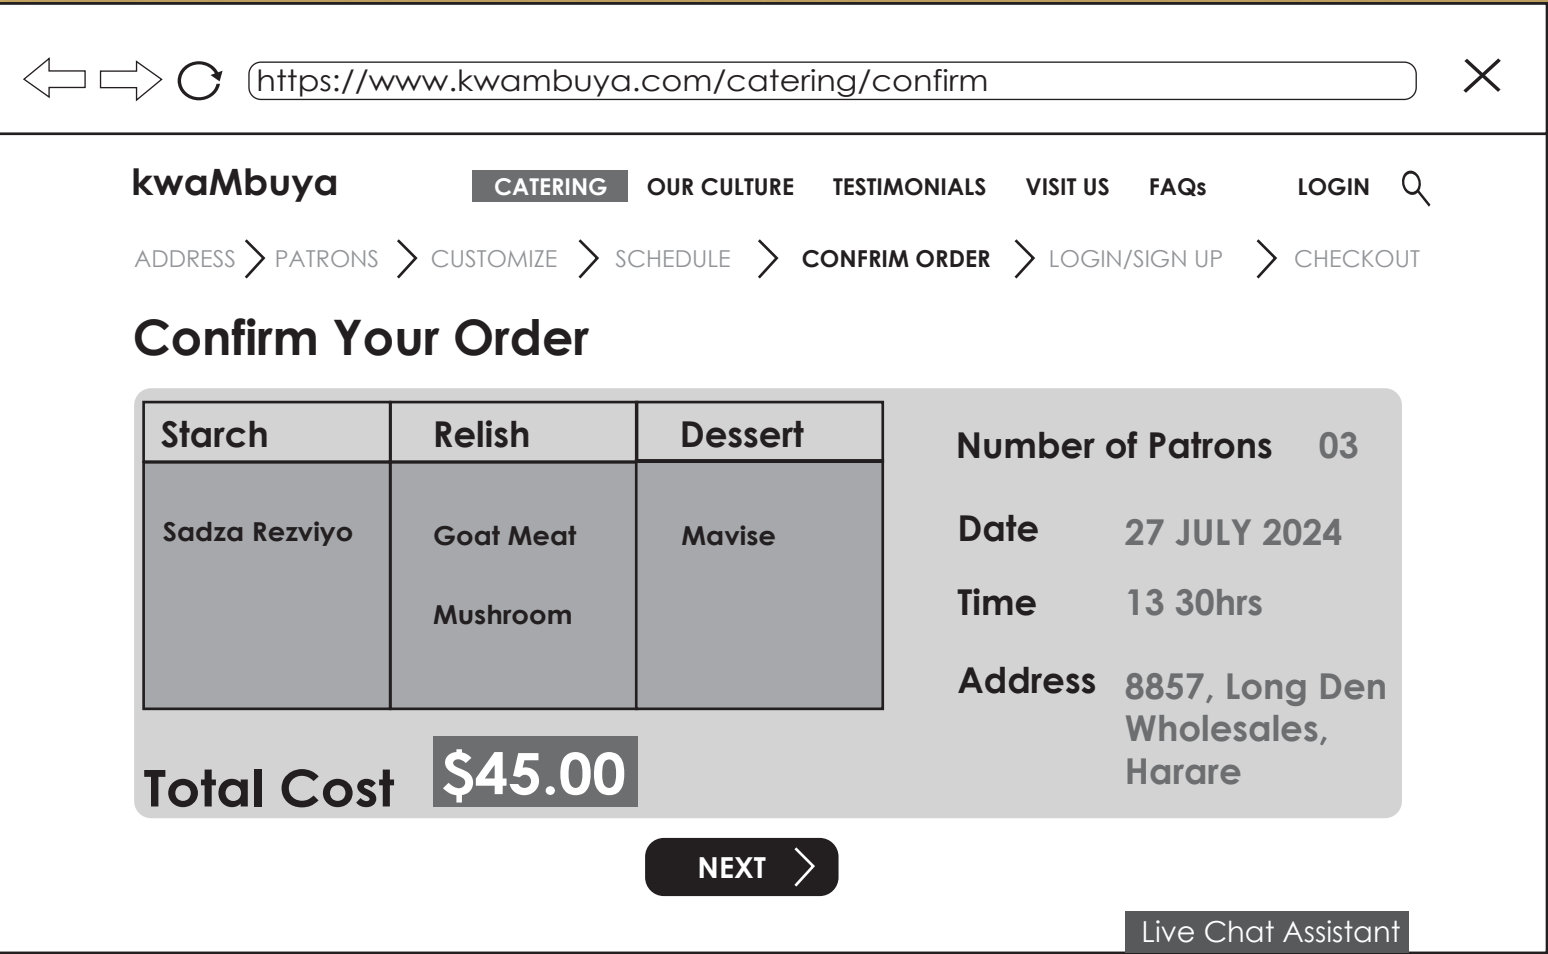 https://www.kwambuya.com/catering/confirm
kwaMbuya CATERING OUR CULTURE TESTIMONIALS VISIT US FAQs LOGIN
ADDRESS PATRONS CUSTOMIZE SCHEDULE CONFRIM ORDER LOGIN/SIGN UP CHECKOUT
Confirm Your Order
Starch Relish Dessert
Sadza Rezviyo Goat Meat Mavise
Mushroom
Total Cost $45.00
Number of Patrons 03
Date 27 JULY 2024
Time 13 30hrs
Address 8857, Long Den
Wholesales,
Harare
NEXT
Live Chat Assistant